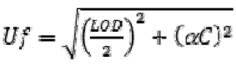 Uf = √((LOD/2)² + (αC)²)